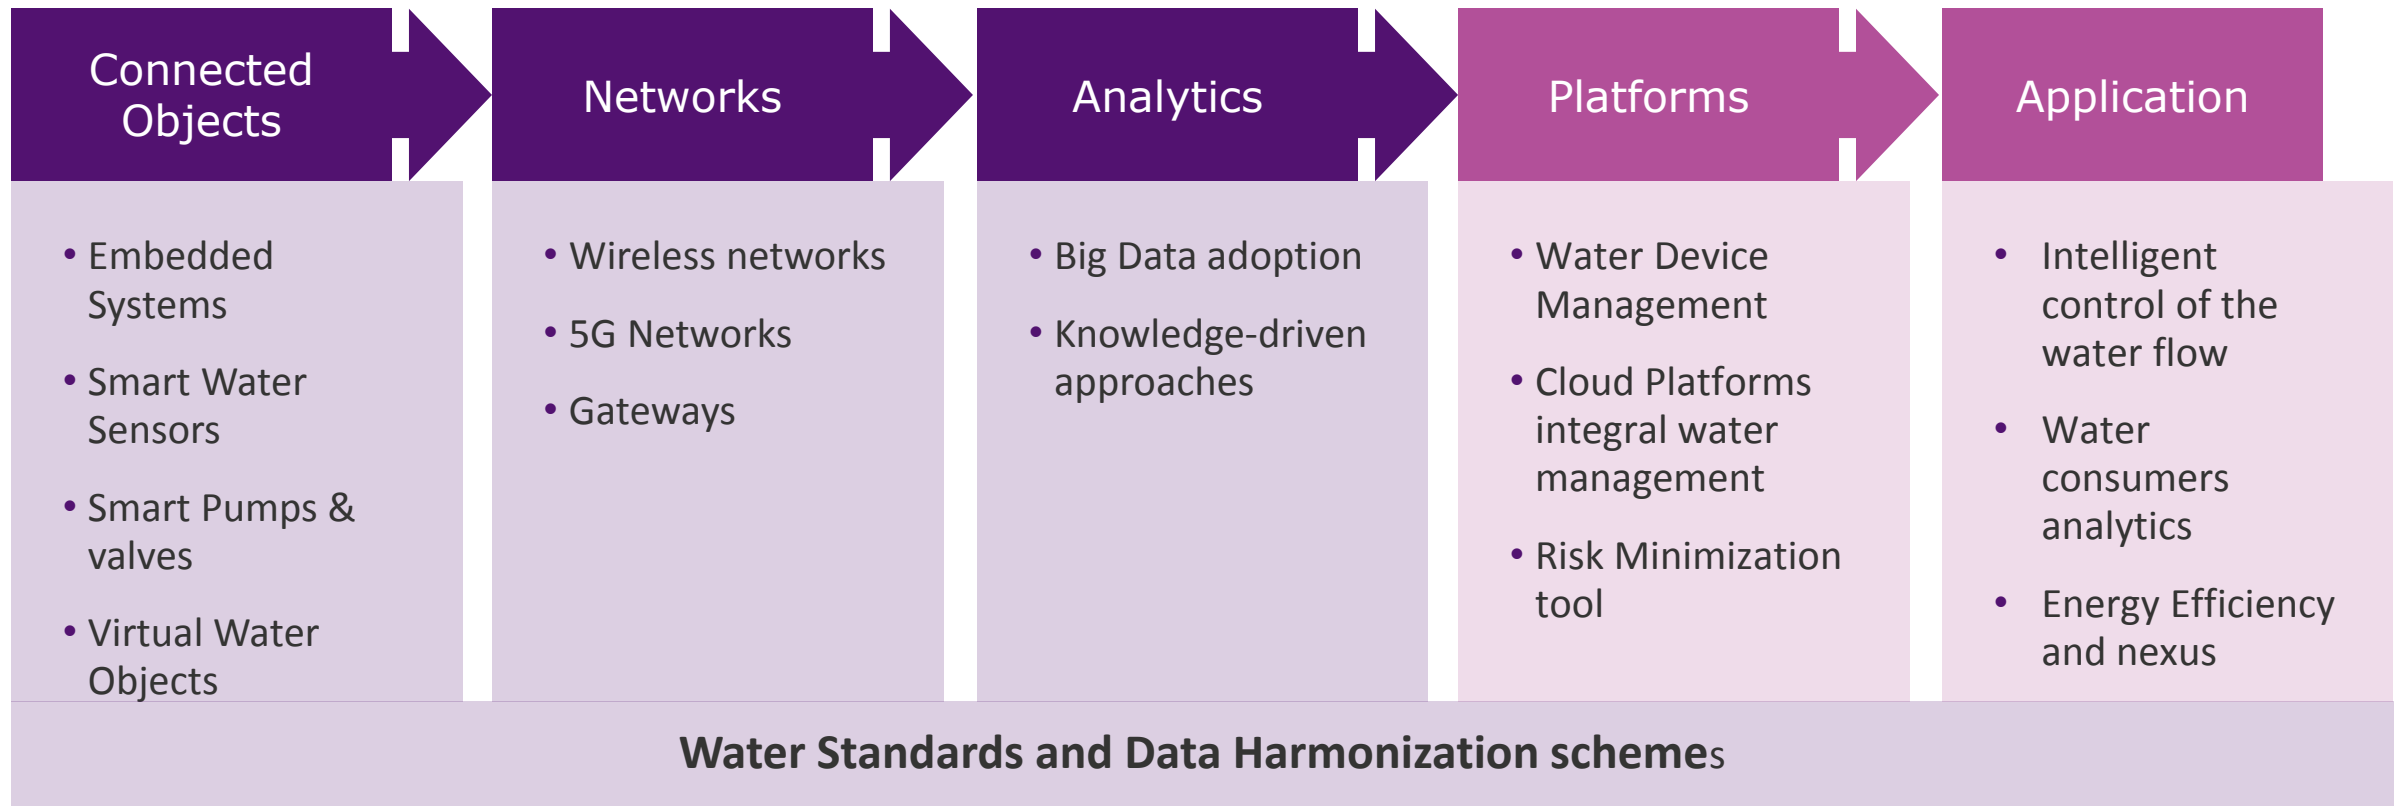 Connected
Objects
Networks
Analytics
Platforms
Application
• Embedded
Systems
• Smart Water
Sensors
• Smart Pumps &
valves
• Virtual Water
Objects
• Wireless networks
• 5G Networks
• Gateways
• Big Data adoption
• Knowledge-driven
approaches
• Water Device
Management
• Cloud Platforms
integral water
management
• Risk Minimization
tool
• Intelligent
control of the
water flow
• Water
consumers
analytics
• Energy Efficiency
and nexus
Water Standards and Data Harmonization schemes